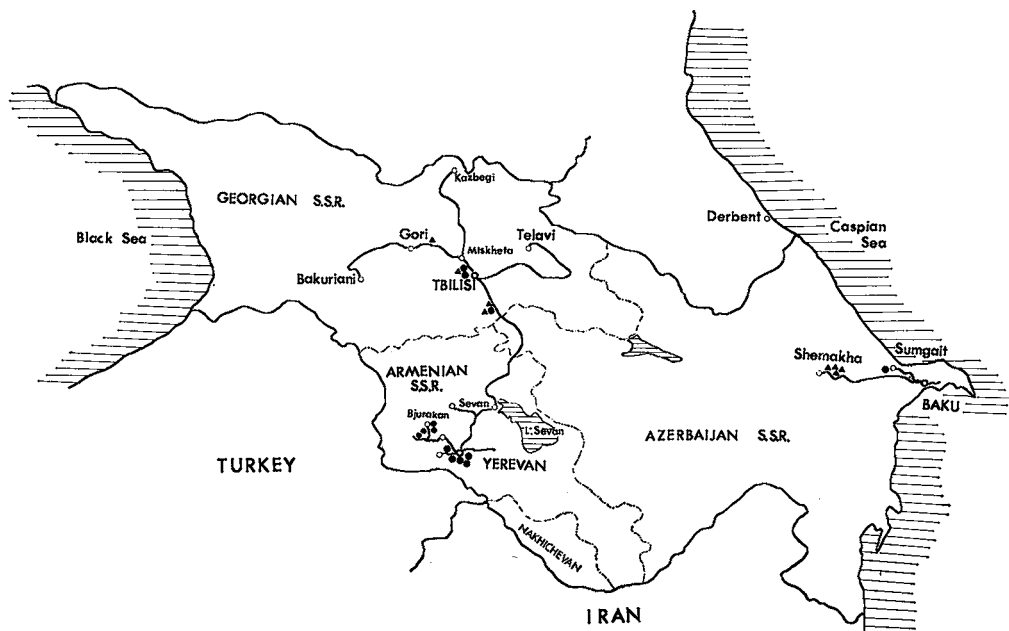 Kazbegi
GEORGIAN S.S.R.
Black Sea
Gori
Mtskheta
Telavi
Derbent
Caspian
Sea
Bakuriani
TBILISI
Shemakha
Sumgait
BAKU
ARMENIAN
S.S.R.
Sevan
Bjurakan
L. Sevan
AZERBAIJAN S.S.R.
TURKEY
YEREVAN
NAKHICHEVAN
IRAN